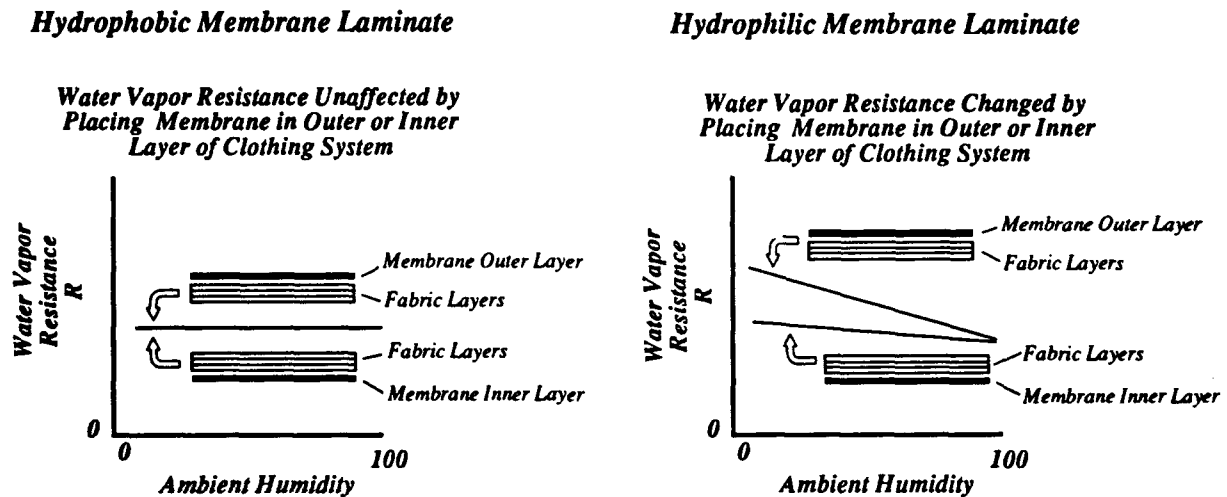 Hydrophobic Membrane Laminate
Water Vapor Resistance Unaffected by
Placing Membrane in Outer or Inner
Layer of Clothing System
Water Vapor
Resistance
R
Membrane Outer Layer
Fabric Layers
Fabric Layers
Membrane Inner Layer
0
0
100
Ambient Humidity
Hydrophilic Membrane Laminate
Water Vapor Resistance Changed by
Placing Membrane in Outer or Inner
Layer of Clothing System
Water Vapor
Resistance
R
Membrane Outer Layer
Fabric Layers
Fabric Layers
Membrane Inner Layer
0
0
100
Ambient Humidity